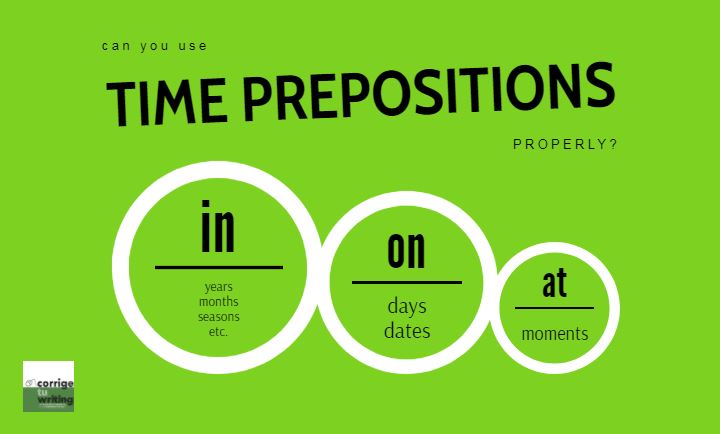 can you use
TIME PREPOSITIONS
PROPERLY?
in
years
months
seasons
etc.
on
days
dates
at
moments
corrige
tu
writing